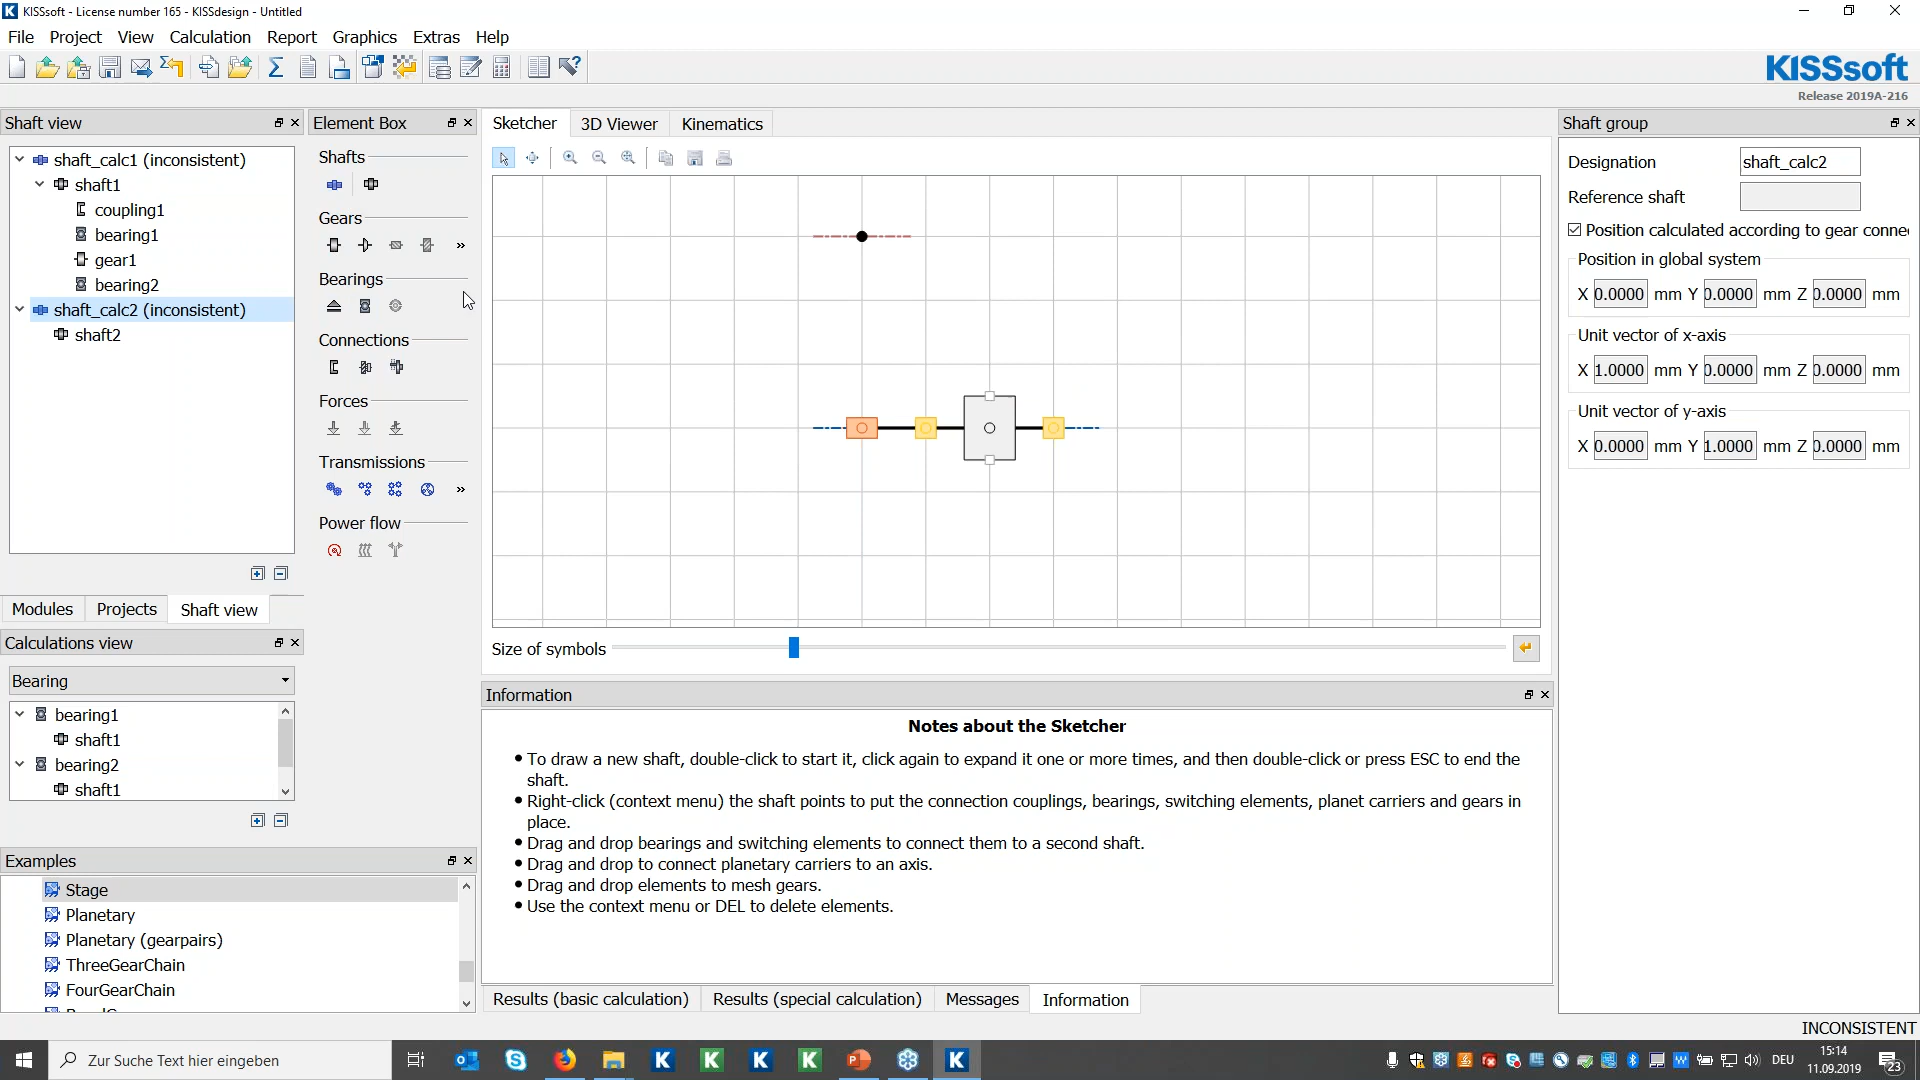 KISSsoft - License number 165 - KISSdesign - Untitled
File Project View Calculation Report Graphics Extras Help
KISSsoft
Release 2019A-216
Shaft view
shaft_calc1 (inconsistent)
shaft1
coupling1
bearing1
gear1
bearing2
shaft_calc2 (inconsistent)
shaft2
Modules Projects Shaft view
Calculations view
Bearing
bearing1
shaft1
bearing2
shaft1
Examples
Stage
Planetary
Planetary (gearpairs)
ThreeGearChain
FourGearChain
Element Box
Shafts
Gears
»
Bearings
Connections
Forces
Transmissions
»
Power flow
Sketcher 3D Viewer Kinematics
Size of symbols
Information
Notes about the Sketcher
• To draw a new shaft, double-click to start it, click again to expand it one or more times, and then double-click or press ESC to end the
shaft.
• Right-click (context menu) the shaft points to put the connection couplings, bearings, switching elements, planet carriers and gears in
place.
• Drag and drop bearings and switching elements to connect them to a second shaft.
• Drag and drop to connect planetary carriers to an axis.
• Drag and drop elements to mesh gears.
• Use the context menu or DEL to delete elements.
Results (basic calculation) Results (special calculation) Messages Information
Shaft group
Designation shaft_calc2
Reference shaft
Position calculated according to gear conne
Position in global system
X 0.0000 mm Y 0.0000 mm Z 0.0000 mm
Unit vector of x-axis
X 1.0000 mm Y 0.0000 mm Z 0.0000 mm
Unit vector of y-axis
X 0.0000 mm Y 1.0000 mm Z 0.0000 mm
INCONSISTENT
Zur Suche Text hier eingeben
DEU
15:14
11.09.2019
23